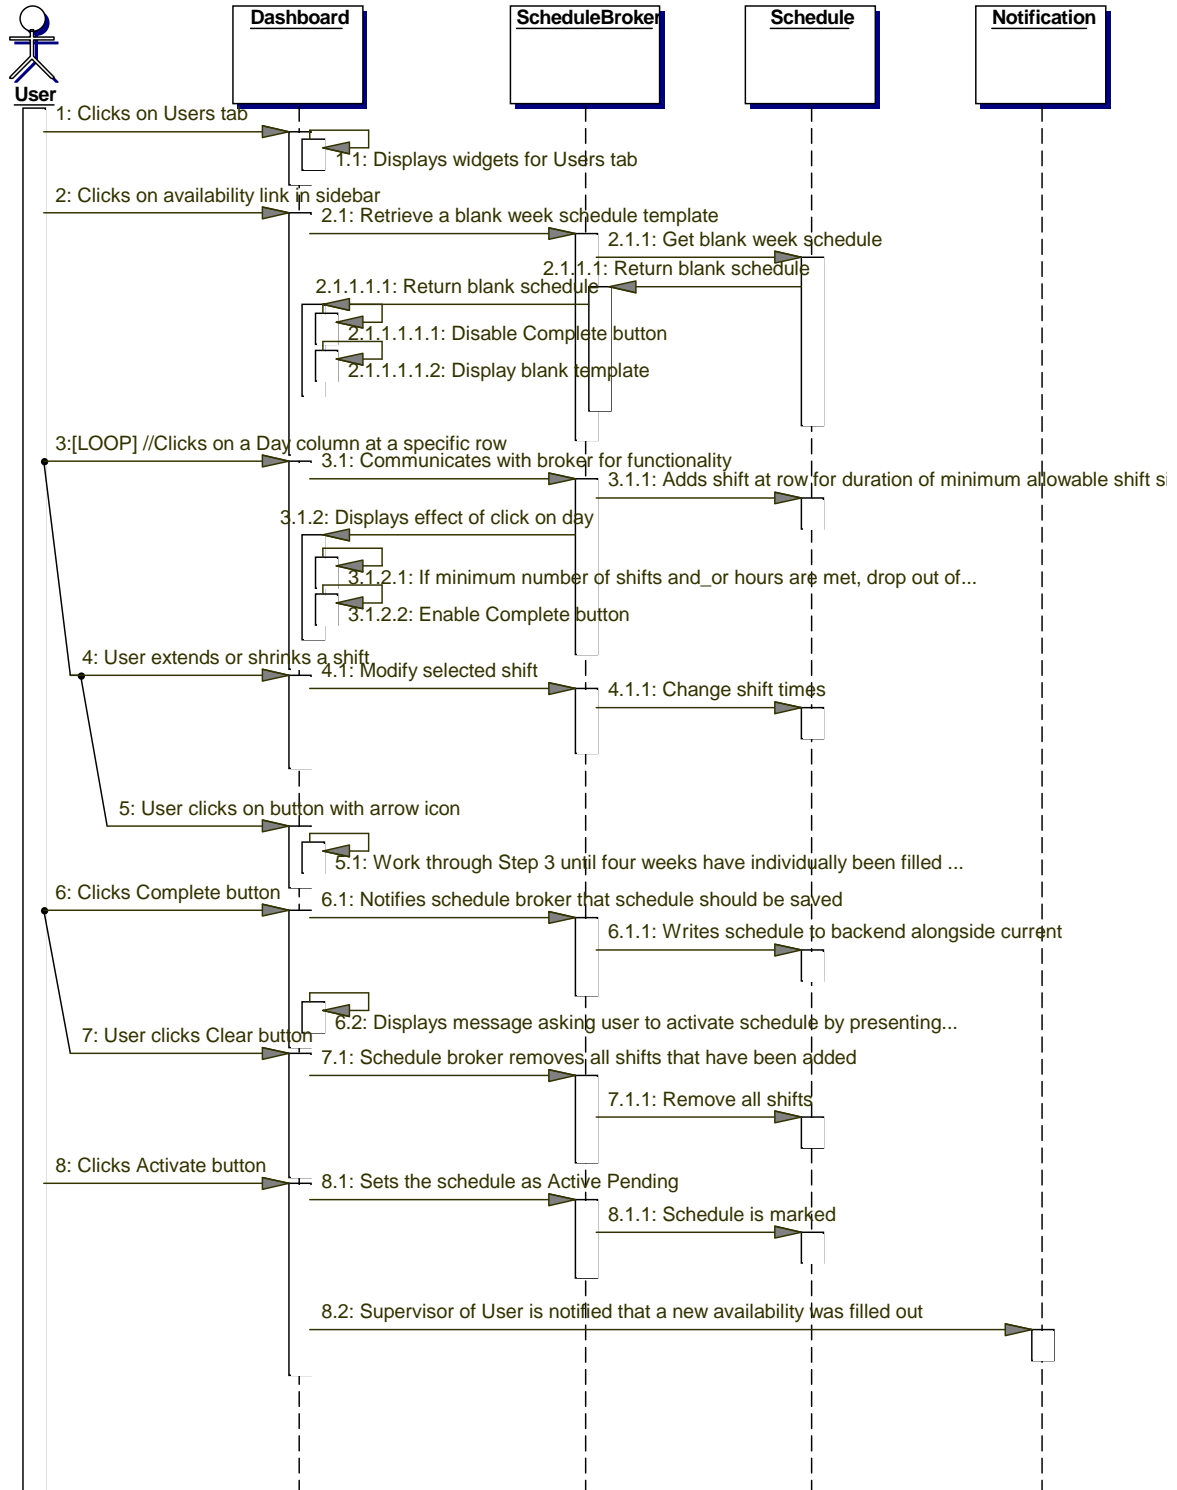 Dashboard
ScheduleBroker
Schedule
Notification
User
1: Clicks on Users tab
1.1: Displays widgets for Users tab
2: Clicks on availability link in sidebar
2.1: Retrieve a blank week schedule template
2.1.1: Get blank week schedule
2.1.1.1: Return blank schedule
2.1.1.1.1: Return blank schedule
2.1.1.1.1.1: Disable Complete button
2.1.1.1.1.2: Display blank template
3:[LOOP] //Clicks on a Day column at a specific row
3.1: Communicates with broker for functionality
3.1.1: Adds shift at row for duration of minimum allowable shift si
3.1.2: Displays effect of click on day
3.1.2.1: If minimum number of shifts and_or hours are met, drop out of...
3.1.2.2: Enable Complete button
4: User extends or shrinks a shift
4.1: Modify selected shift
4.1.1: Change shift times
5: User clicks on button with arrow icon
5.1: Work through Step 3 until four weeks have individually been filled ...
6: Clicks Complete button
6.1: Notifies schedule broker that schedule should be saved
6.1.1: Writes schedule to backend alongside current
6.2: Displays message asking user to activate schedule by presenting...
7: User clicks Clear button
7.1: Schedule broker removes all shifts that have been added
7.1.1: Remove all shifts
8: Clicks Activate button
8.1: Sets the schedule as Active Pending
8.1.1: Schedule is marked
8.2: Supervisor of User is notified that a new availability was filled out